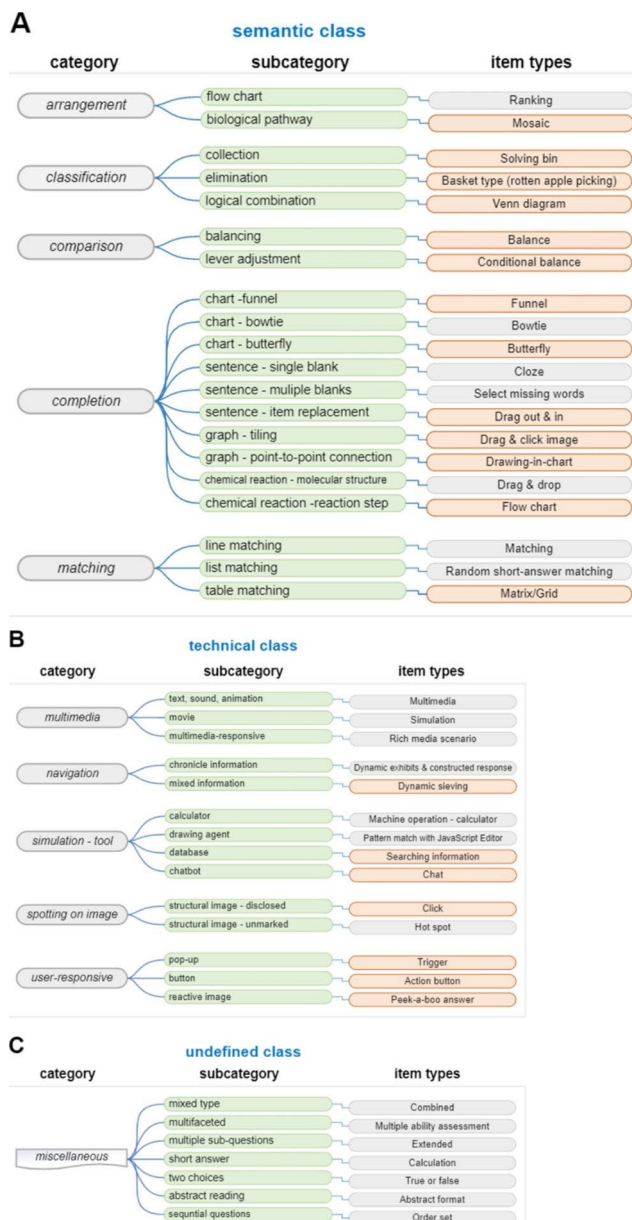 A
semantic class
category subcategory item types
arrangement
flow chart Ranking
biological pathway Mosaic
classification
collection Solving bin
elimination Basket type (rotten apple picking)
logical combination Venn diagram
comparison
balancing Balance
lever adjustment Conditional balance
completion
chart -funnel Funnel
chart - bowtie Bowtie
chart - butterfly Butterfly
sentence - single blank Cloze
sentence - muliple blanks Select missing words
sentence - item replacement Drag out & in
graph - tiling Drag & click image
graph - point-to-point connection Drawing-in-chart
chemical reaction - molecular structure Drag & drop
chemical reaction -reaction step Flow chart
matching
line matching Matching
list matching Random short-answer matching
table matching Matrix/Grid
B
technical class
category subcategory item types
multimedia
text, sound, animation Multimedia
movie Simulation
multimedia-responsive Rich media scenario
navigation
chronicle information Dynamic exhibits & constructed response
mixed information Dynamic sieving
simulation - tool
calculator Machine operation - calculator
drawing agent Pattern match with JavaScript Editor
database Searching information
chatbot Chat
spotting on image
structural image - disclosed Click
structural image - unmarked Hot spot
user-responsive
pop-up Trigger
button Action button
reactive image Peek-a-boo answer
C
undefined class
category subcategory item types
miscellaneous
mixed type Combined
multifaceted Multiple ability assessment
multiple sub-questions Extended
short answer Calculation
two choices True or false
abstract reading Abstract format
sequntial questions Order set